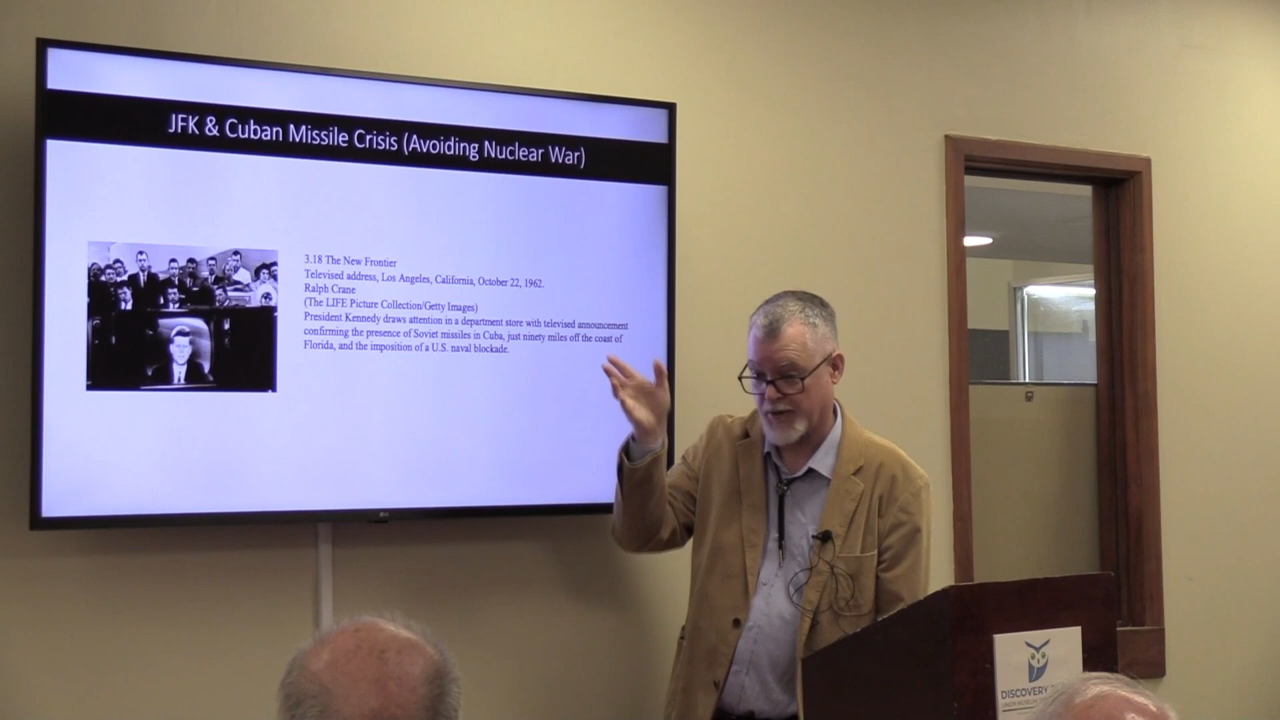 JFK & Cuban Missile Crisis (Avoiding Nuclear War)
3.18 The New Frontier
Televised address, Los Angeles, California, October 22, 1962.
Ralph Crane
(The LIFE Picture Collection/Getty Images)
President Kennedy draws attention in a department store with televised announcement
confirming the presence of Soviet missiles in Cuba, just ninety miles off the coast of
Florida, and the imposition of a U.S. naval blockade.
LG
DISCOVERY
UNION MUSEUM